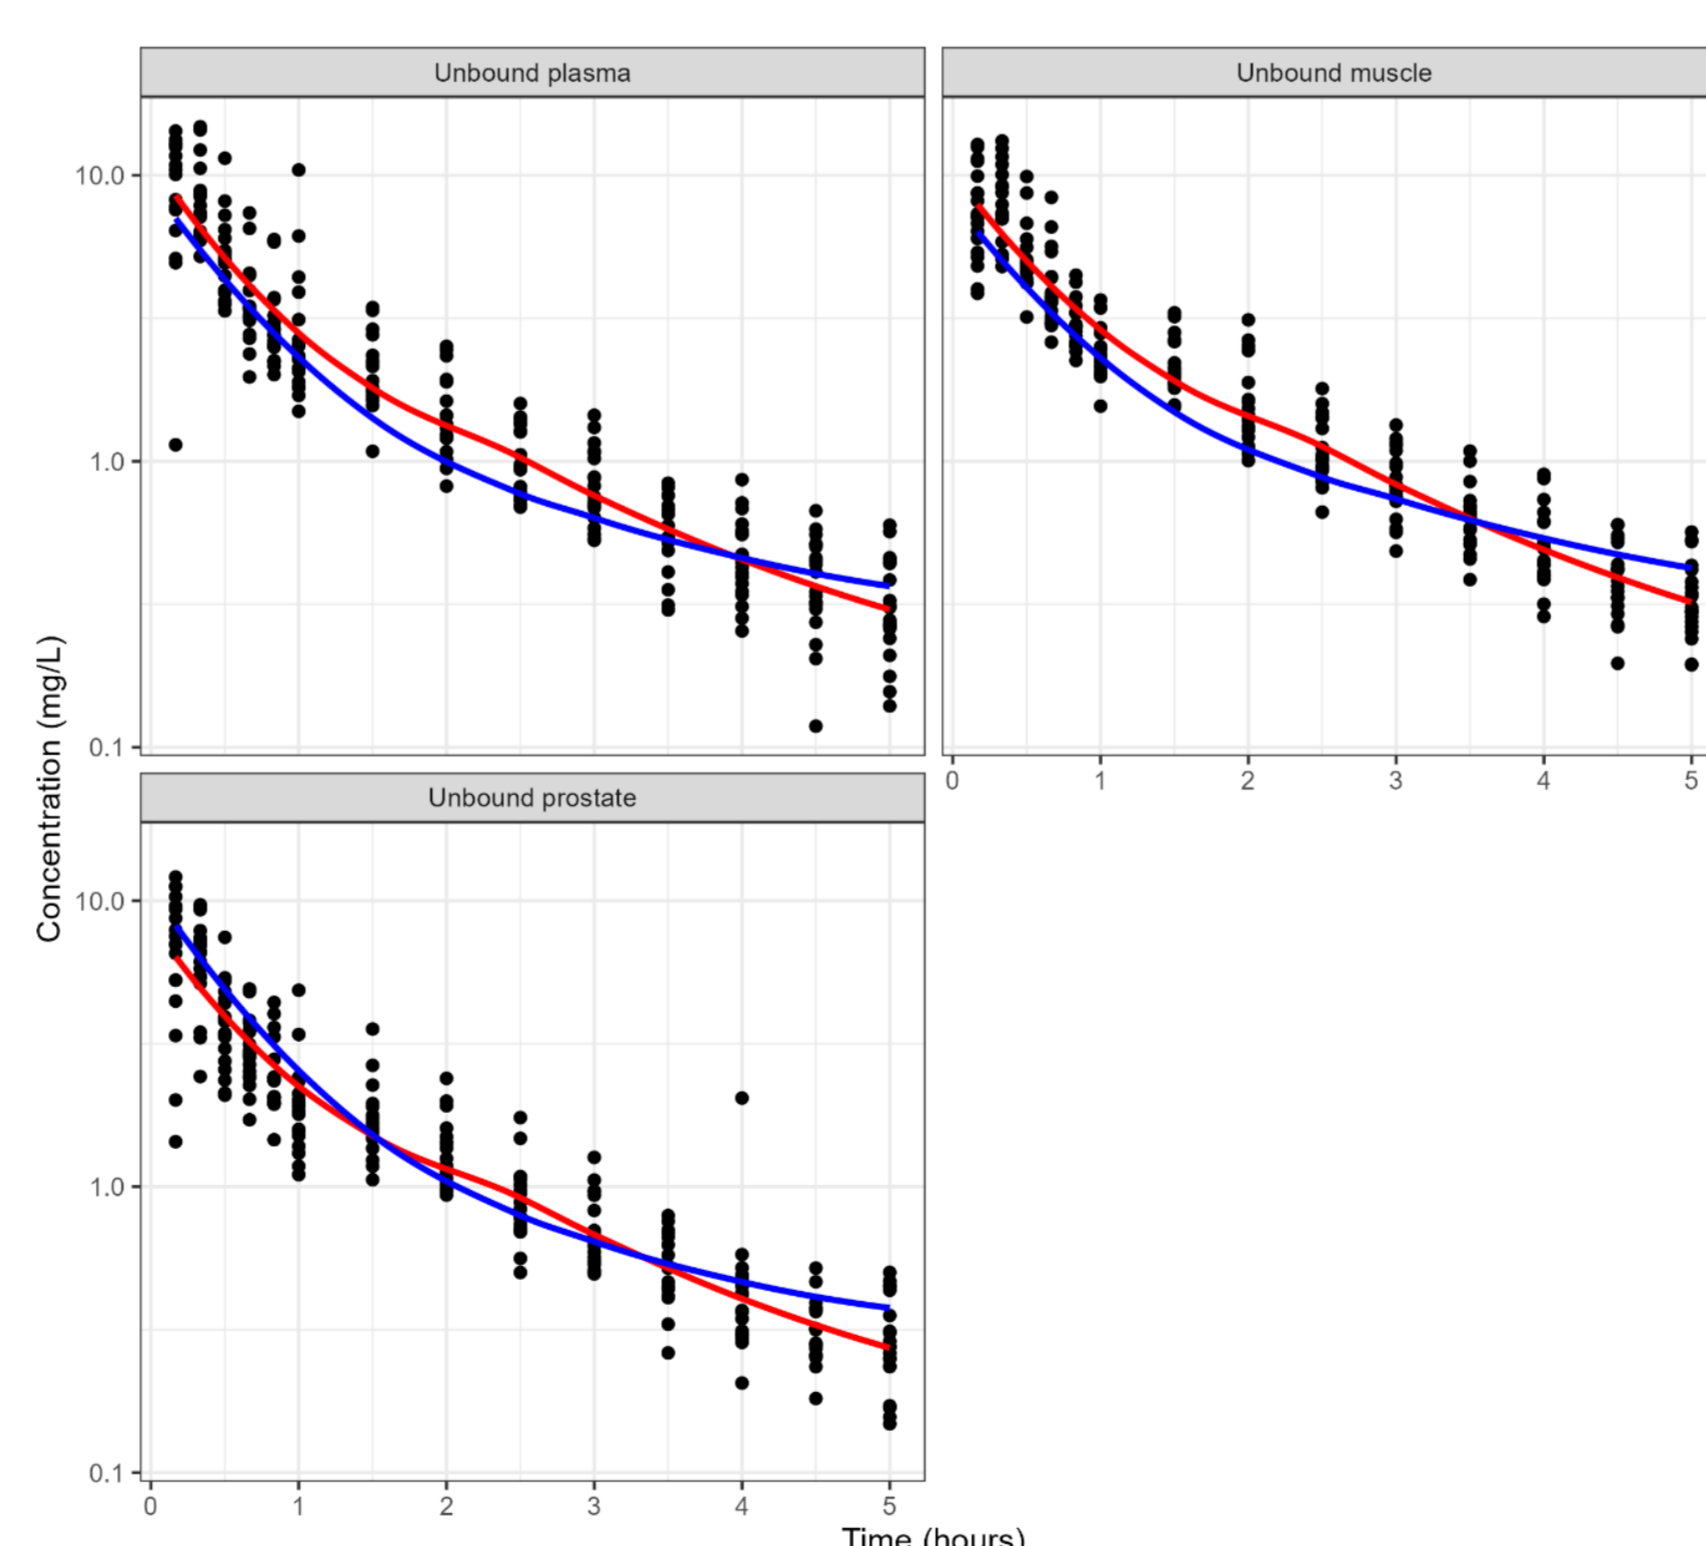 Unbound plasma
Unbound muscle
10.0
1.0
0.1
0 1 2 3 4 5
Unbound prostate
Concentration (mg/L)
10.0
1.0
0.1
0 1 2 3 4 5
Time (hours)